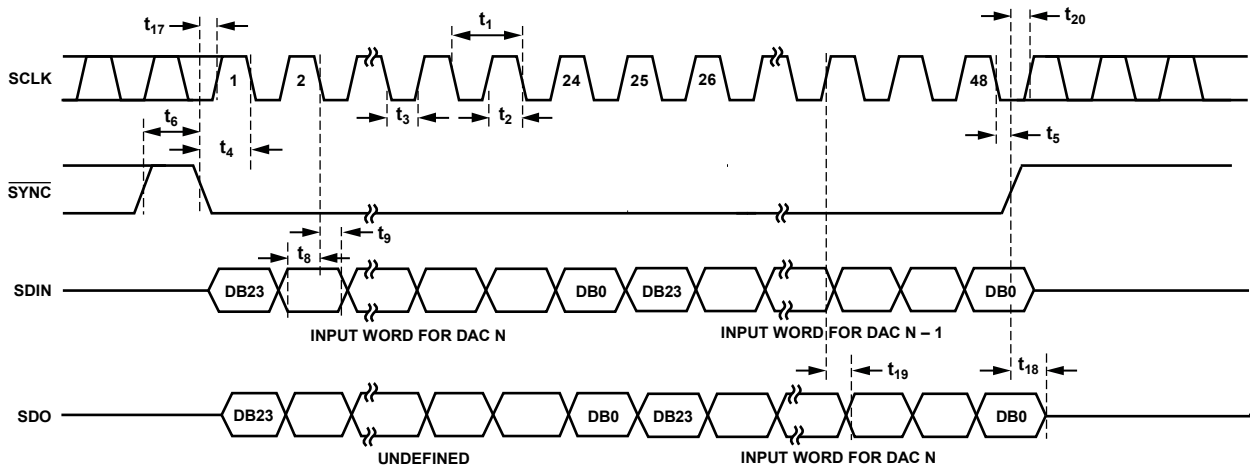 t17
t1
t20
SCLK
1
2
24
25
26
48
t3
t2
t6
t4
t5
SYNC
t9
t8
SDIN
DB23
DB0
DB23
DB0
INPUT WORD FOR DAC N
INPUT WORD FOR DAC N – 1
t19
t18
SDO
DB23
DB0
DB23
DB0
UNDEFINED
INPUT WORD FOR DAC N